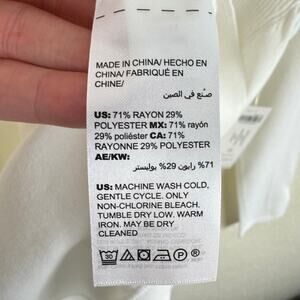 MADE IN CHINA/ HECHO EN
CHINA/ FABRIQUÉ EN
CHINE/
صنع في الصين
US: 71% RAYON 29%
POLYESTER MX: 71% rayón
29% poliéster CA: 71%
RAYONNE 29% POLYESTER
AE/KW:
71% رايون 29% بوليستر
US: MACHINE WASH COLD,
GENTLE CYCLE. ONLY
NON-CHLORINE BLEACH.
TUMBLE DRY LOW. WARM
IRON. MAY BE DRY
CLEANED
30
P